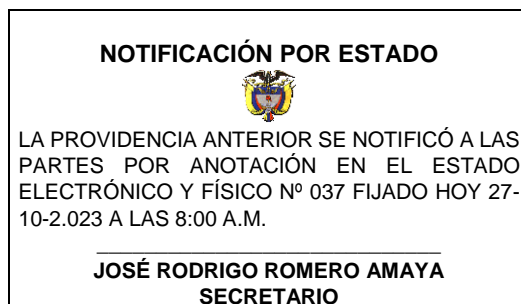 NOTIFICACIÓN POR ESTADO
LA PROVIDENCIA ANTERIOR SE NOTIFICÓ A LAS
PARTES POR ANOTACIÓN EN EL ESTADO
ELECTRÓNICO Y FÍSICO Nº 037 FIJADO HOY 27-
10-2.023 A LAS 8:00 A.M.
JOSÉ RODRIGO ROMERO AMAYA
SECRETARIO